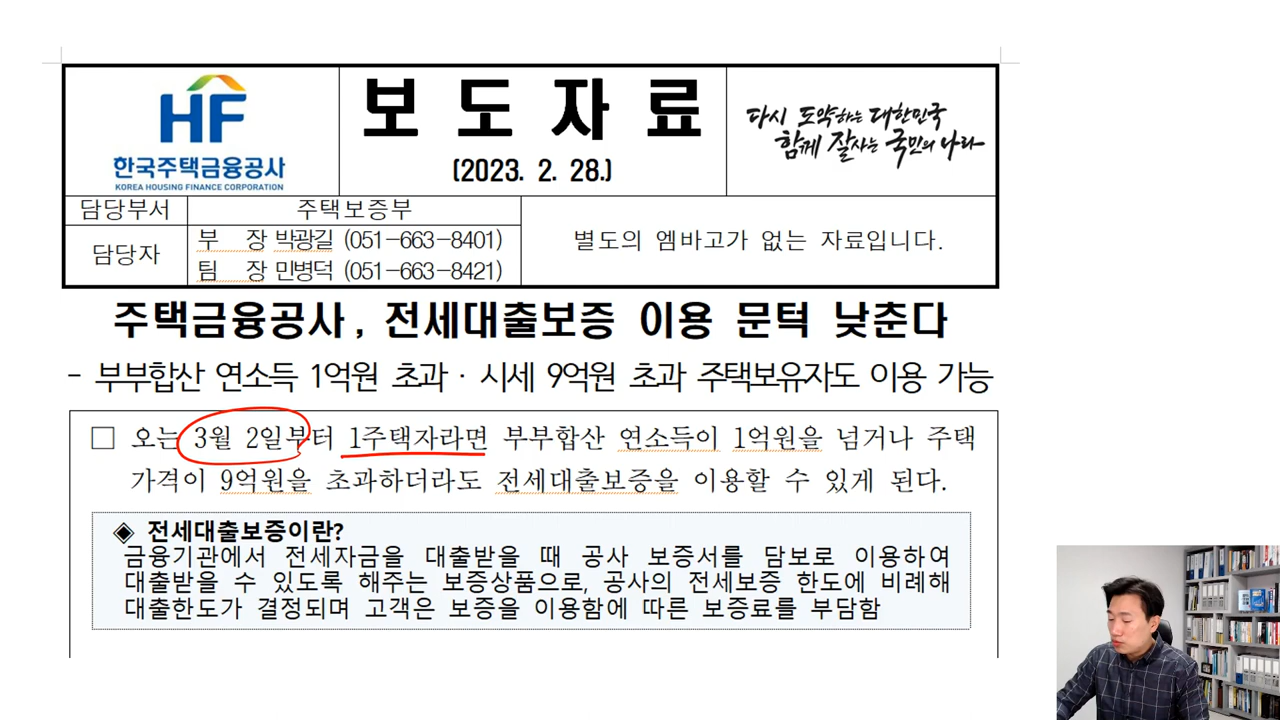 HF
한국주택금융공사
KOREA HOUSING FINANCE CORPORATION
보 도 자 료
(2023. 2. 28.)
다시 도약하는 대한민국
함께 잘사는 국민의 나라
담당부서
주택보증부
담당자
부 장 박광길 (051-663-8401)
팀 장 민병덕 (051-663-8421)
별도의 엠바고가 없는 자료입니다.
주택금융공사, 전세대출보증 이용 문턱 낮춘다
- 부부합산 연소득 1억원 초과 · 시세 9억원 초과 주택보유자도 이용 가능
□ 오는 3월 2일부터 1주택자라면 부부합산 연소득이 1억원을 넘거나 주택
가격이 9억원을 초과하더라도 전세대출보증을 이용할 수 있게 된다.
◈ 전세대출보증이란?
금융기관에서 전세자금을 대출받을 때 공사 보증서를 담보로 이용하여
대출받을 수 있도록 해주는 보증상품으로, 공사의 전세보증 한도에 비례해
대출한도가 결정되며 고객은 보증을 이용함에 따른 보증료를 부담함